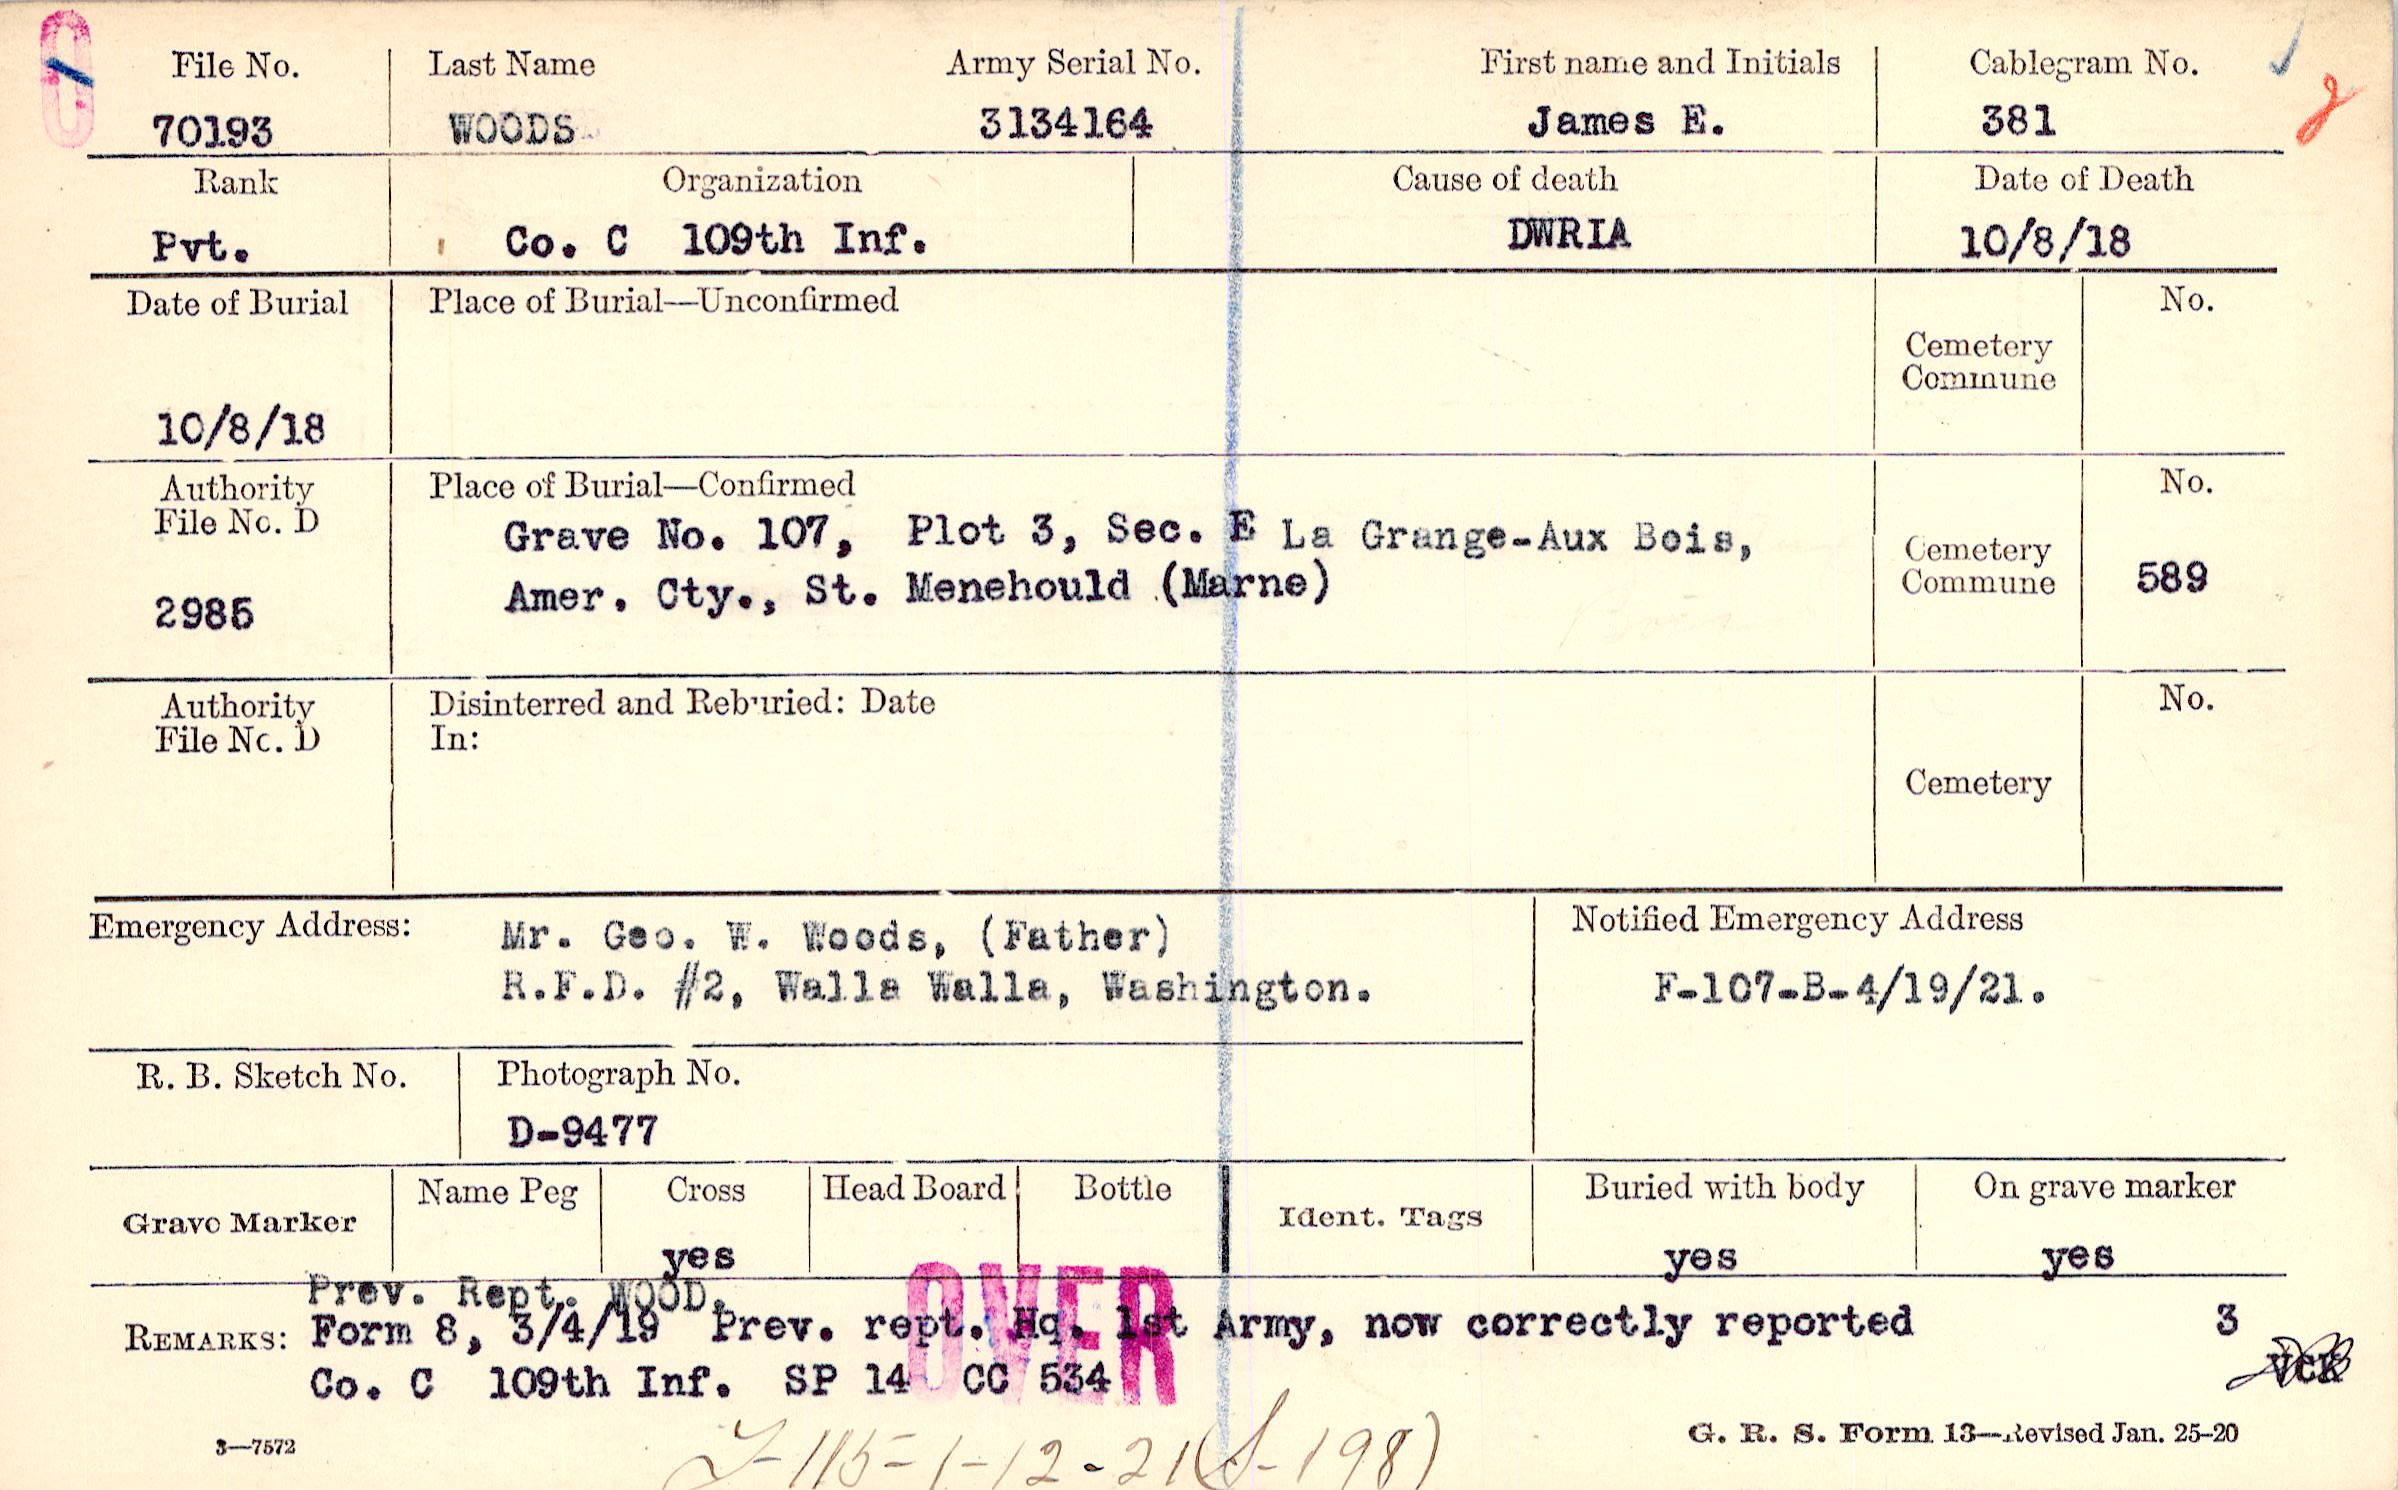 File No. Last Name Army Serial No. First name and Initials Cablegram No.
70193 WOODS 3134164 James E. 381
Rank Organization Cause of death Date of Death
Pvt. Co. C 109th Inf. DWRIA 10/8/18
Date of Burial Place of Burial—Unconfirmed No.
Cemetery
Commune
10/8/18
Authority Place of Burial—Confirmed No.
File No. D
Grave No. 107, Plot 3, Sec. E La Grange-Aux Bois,
Cemetery
Amer. Cty., St. Menehould (Marne)
Commune 589
2985
Authority Disinterred and Reburied: Date No.
File No. D In:
Cemetery
Emergency Address: Mr. Geo. W. Woods, (Father) Notified Emergency Address
R.F.D. #2, Walla Walla, Washington. F-107-B-4/19/21.
R. B. Sketch No. Photograph No.
D-9477
Grave Marker Name Peg Cross Head Board Bottle Ident. Tags Buried with body On grave marker
yes yes yes
Prev. Rept. WOOD.
OVER
REMARKS: Form 8, 3/4/19 Prev. rept. Hq. 1st Army, now correctly reported 3
Co. C 109th Inf. SP 14 CC 534 VCK
3—7572 G. R. S. Form 13—Revised Jan. 25-20